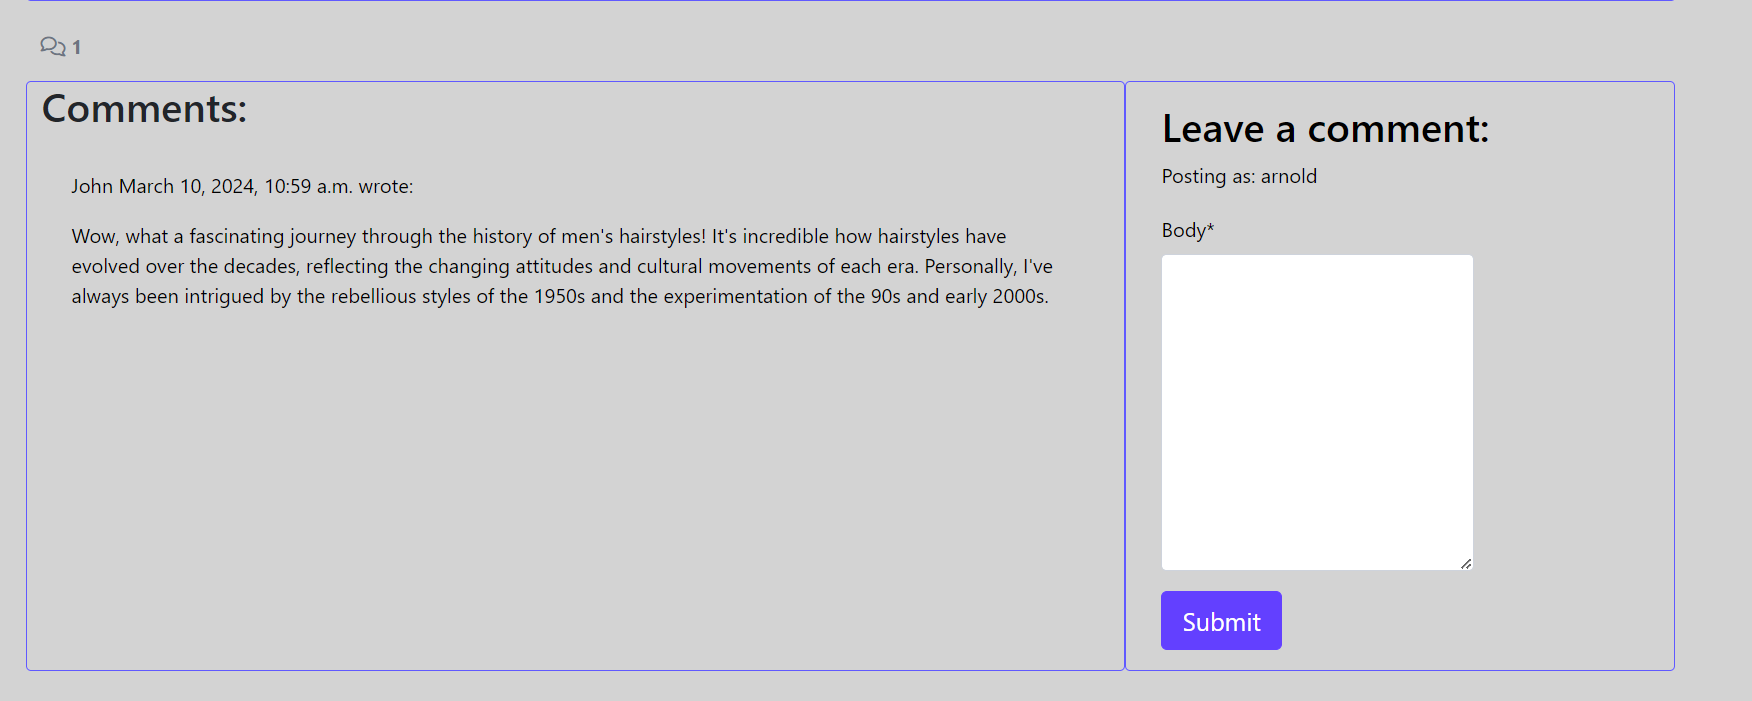 1
Comments:
John March 10, 2024, 10:59 a.m. wrote:
Wow, what a fascinating journey through the history of men's hairstyles! It's incredible how hairstyles have
evolved over the decades, reflecting the changing attitudes and cultural movements of each era. Personally, I've
always been intrigued by the rebellious styles of the 1950s and the experimentation of the 90s and early 2000s.
Leave a comment:
Posting as: arnold
Body*
Submit